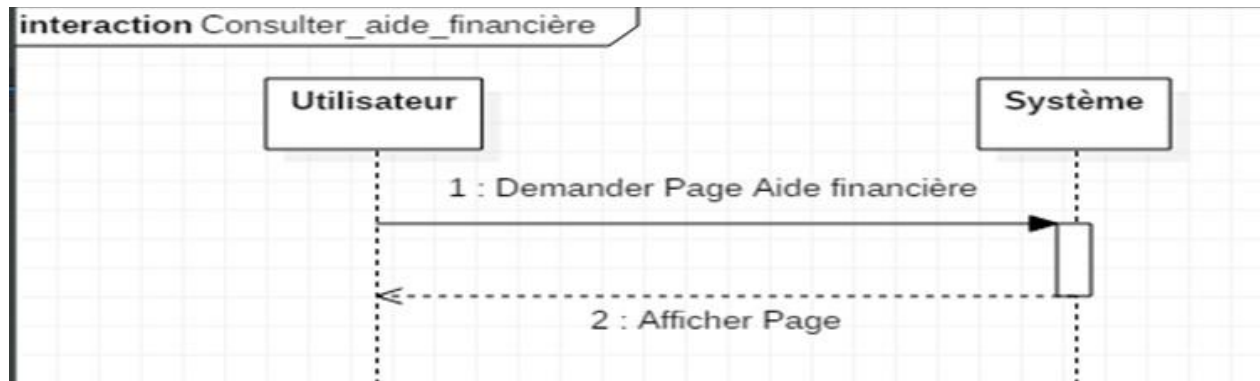 interaction Consulter_aide_financière
Utilisateur
Système
1 : Demander Page Aide financière
2 : Afficher Page